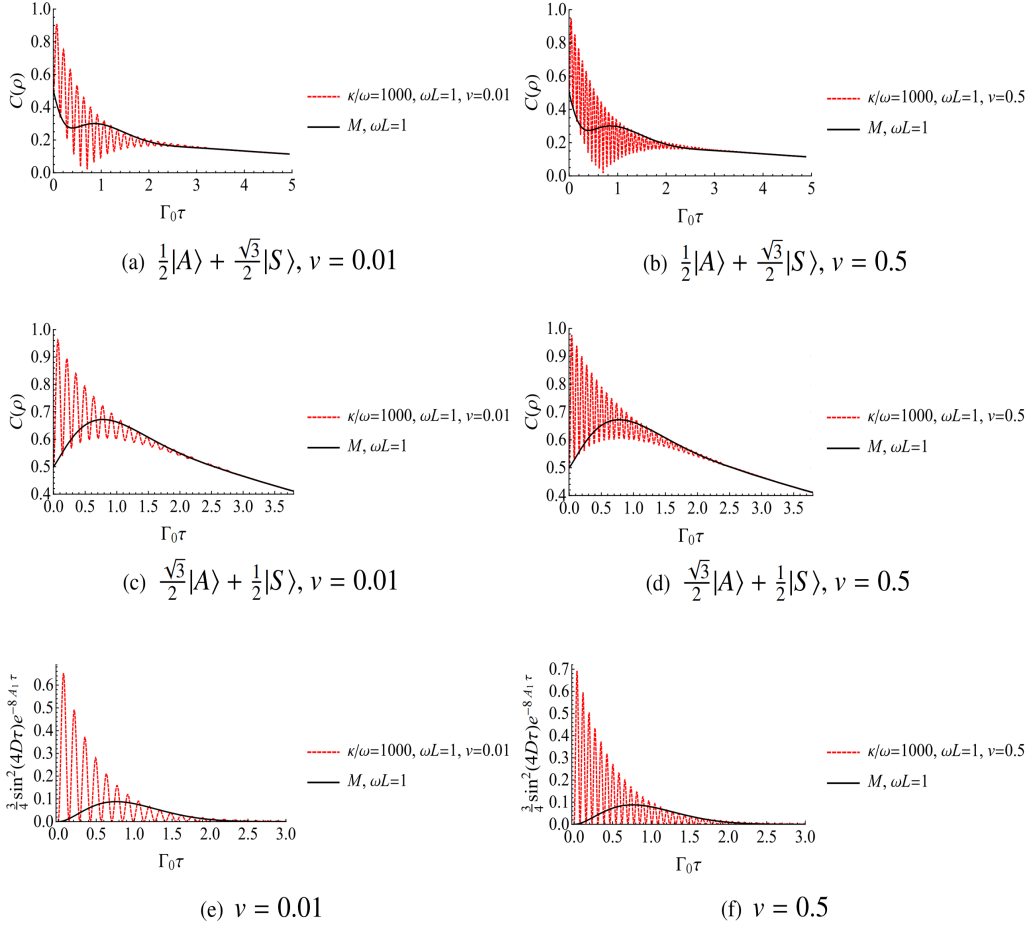 1.0
0.8
0.6
0.4
0.2
0.0
C(ρ)
0 1 2 3 4 5
Γ₀τ
κ/ω=1000, ωL=1, v=0.01
M, ωL=1
(a) ½|A⟩ + √3/2|S⟩, v = 0.01
1.0
0.8
0.6
0.4
0.2
0.0
C(ρ)
0 1 2 3 4 5
Γ₀τ
κ/ω=1000, ωL=1, v=0.5
M, ωL=1
(b) ½|A⟩ + √3/2|S⟩, v = 0.5
1.0
0.9
0.8
0.7
0.6
0.5
0.4
C(ρ)
0.0 0.5 1.0 1.5 2.0 2.5 3.0 3.5
Γ₀τ
κ/ω=1000, ωL=1, v=0.01
M, ωL=1
(c) √3/2|A⟩ + ½|S⟩, v = 0.01
1.0
0.9
0.8
0.7
0.6
0.5
0.4
C(ρ)
0.0 0.5 1.0 1.5 2.0 2.5 3.0 3.5
Γ₀τ
κ/ω=1000, ωL=1, v=0.5
M, ωL=1
(d) √3/2|A⟩ + ½|S⟩, v = 0.5
0.6
0.5
0.4
0.3
0.2
0.1
0.0
¾ sin²(4Dτ)e^{-8A₁τ}
0.0 0.5 1.0 1.5 2.0 2.5 3.0
Γ₀τ
κ/ω=1000, ωL=1, v=0.01
M, ωL=1
(e) v = 0.01
0.7
0.6
0.5
0.4
0.3
0.2
0.1
0.0
¾ sin²(4Dτ)e^{-8A₁τ}
0.0 0.5 1.0 1.5 2.0 2.5 3.0
Γ₀τ
κ/ω=1000, ωL=1, v=0.5
M, ωL=1
(f) v = 0.5